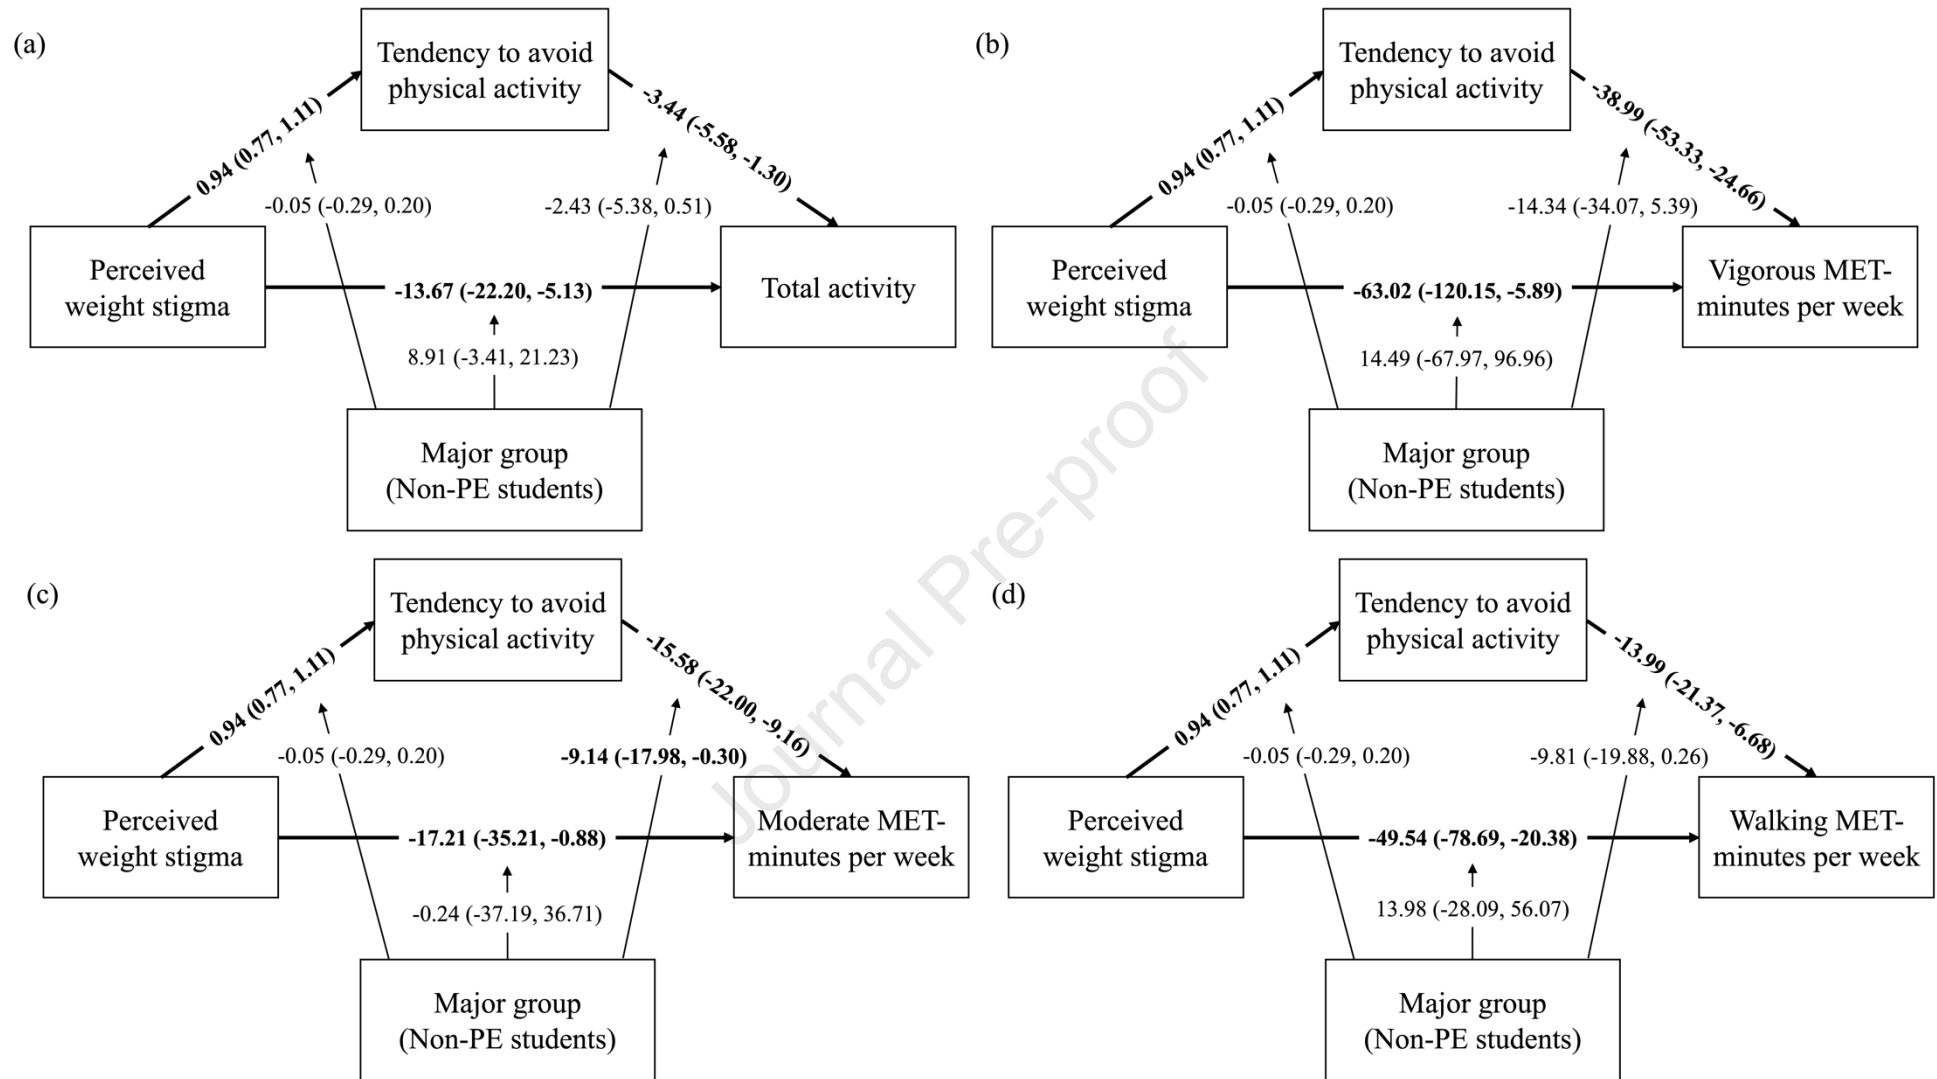 (a)
Tendency to avoid
physical activity
0.94 (0.77, 1.11)
-3.44 (-5.58, -1.30)
-0.05 (-0.29, 0.20)
-2.43 (-5.38, 0.51)
Perceived
weight stigma
-13.67 (-22.20, -5.13)
Total activity
8.91 (-3.41, 21.23)
Major group
(Non-PE students)
(b)
Tendency to avoid
physical activity
0.94 (0.77, 1.11)
-38.99 (-53.33, -24.66)
-0.05 (-0.29, 0.20)
-14.34 (-34.07, 5.39)
Perceived
weight stigma
-63.02 (-120.15, -5.89)
Vigorous MET-
minutes per week
14.49 (-67.97, 96.96)
Major group
(Non-PE students)
(c)
Tendency to avoid
physical activity
0.94 (0.77, 1.11)
-15.58 (-22.00, -9.16)
-0.05 (-0.29, 0.20)
-9.14 (-17.98, -0.30)
Perceived
weight stigma
-17.21 (-35.21, -0.88)
Moderate MET-
minutes per week
-0.24 (-37.19, 36.71)
Major group
(Non-PE students)
(d)
Tendency to avoid
physical activity
0.94 (0.77, 1.11)
-13.99 (-21.37, -6.68)
-0.05 (-0.29, 0.20)
-9.81 (-19.88, 0.26)
Perceived
weight stigma
-49.54 (-78.69, -20.38)
Walking MET-
minutes per week
13.98 (-28.09, 56.07)
Major group
(Non-PE students)
Journal Pre-proof